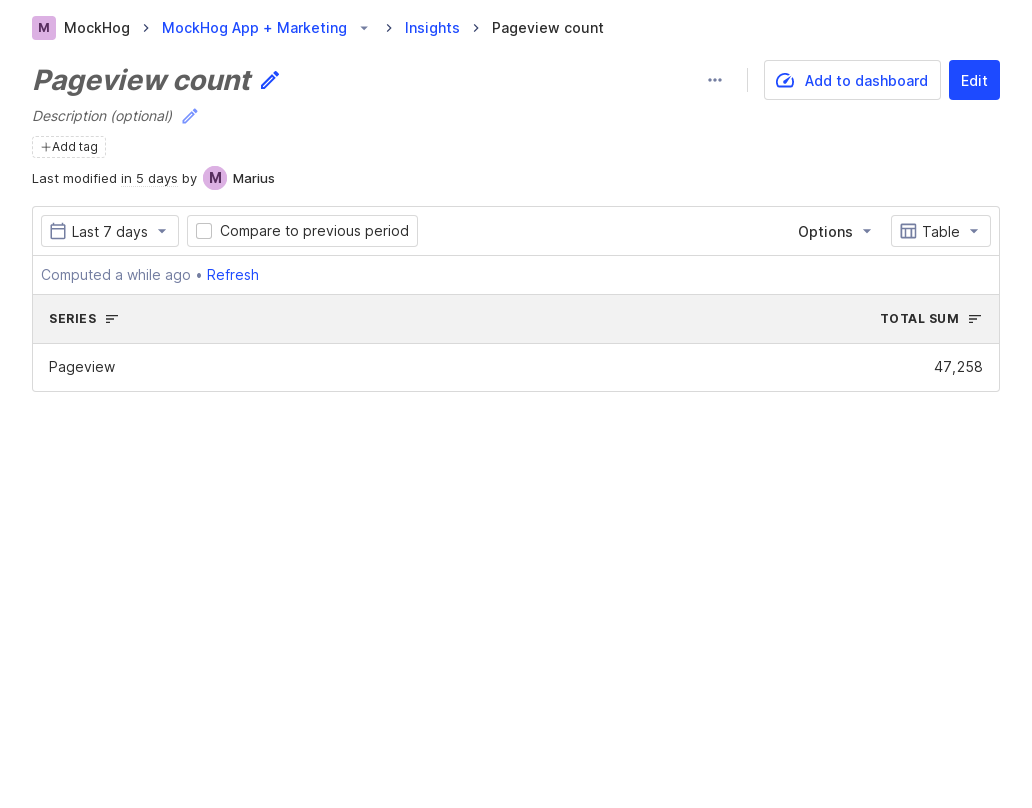 M MockHog MockHog App + Marketing Insights Pageview count
Pageview count
Add to dashboard
Edit
Description (optional)
Add tag
Last modified in 5 days by M Marius
Last 7 days Compare to previous period Options Table
Computed a while ago • Refresh
SERIES TOTAL SUM
Pageview 47,258